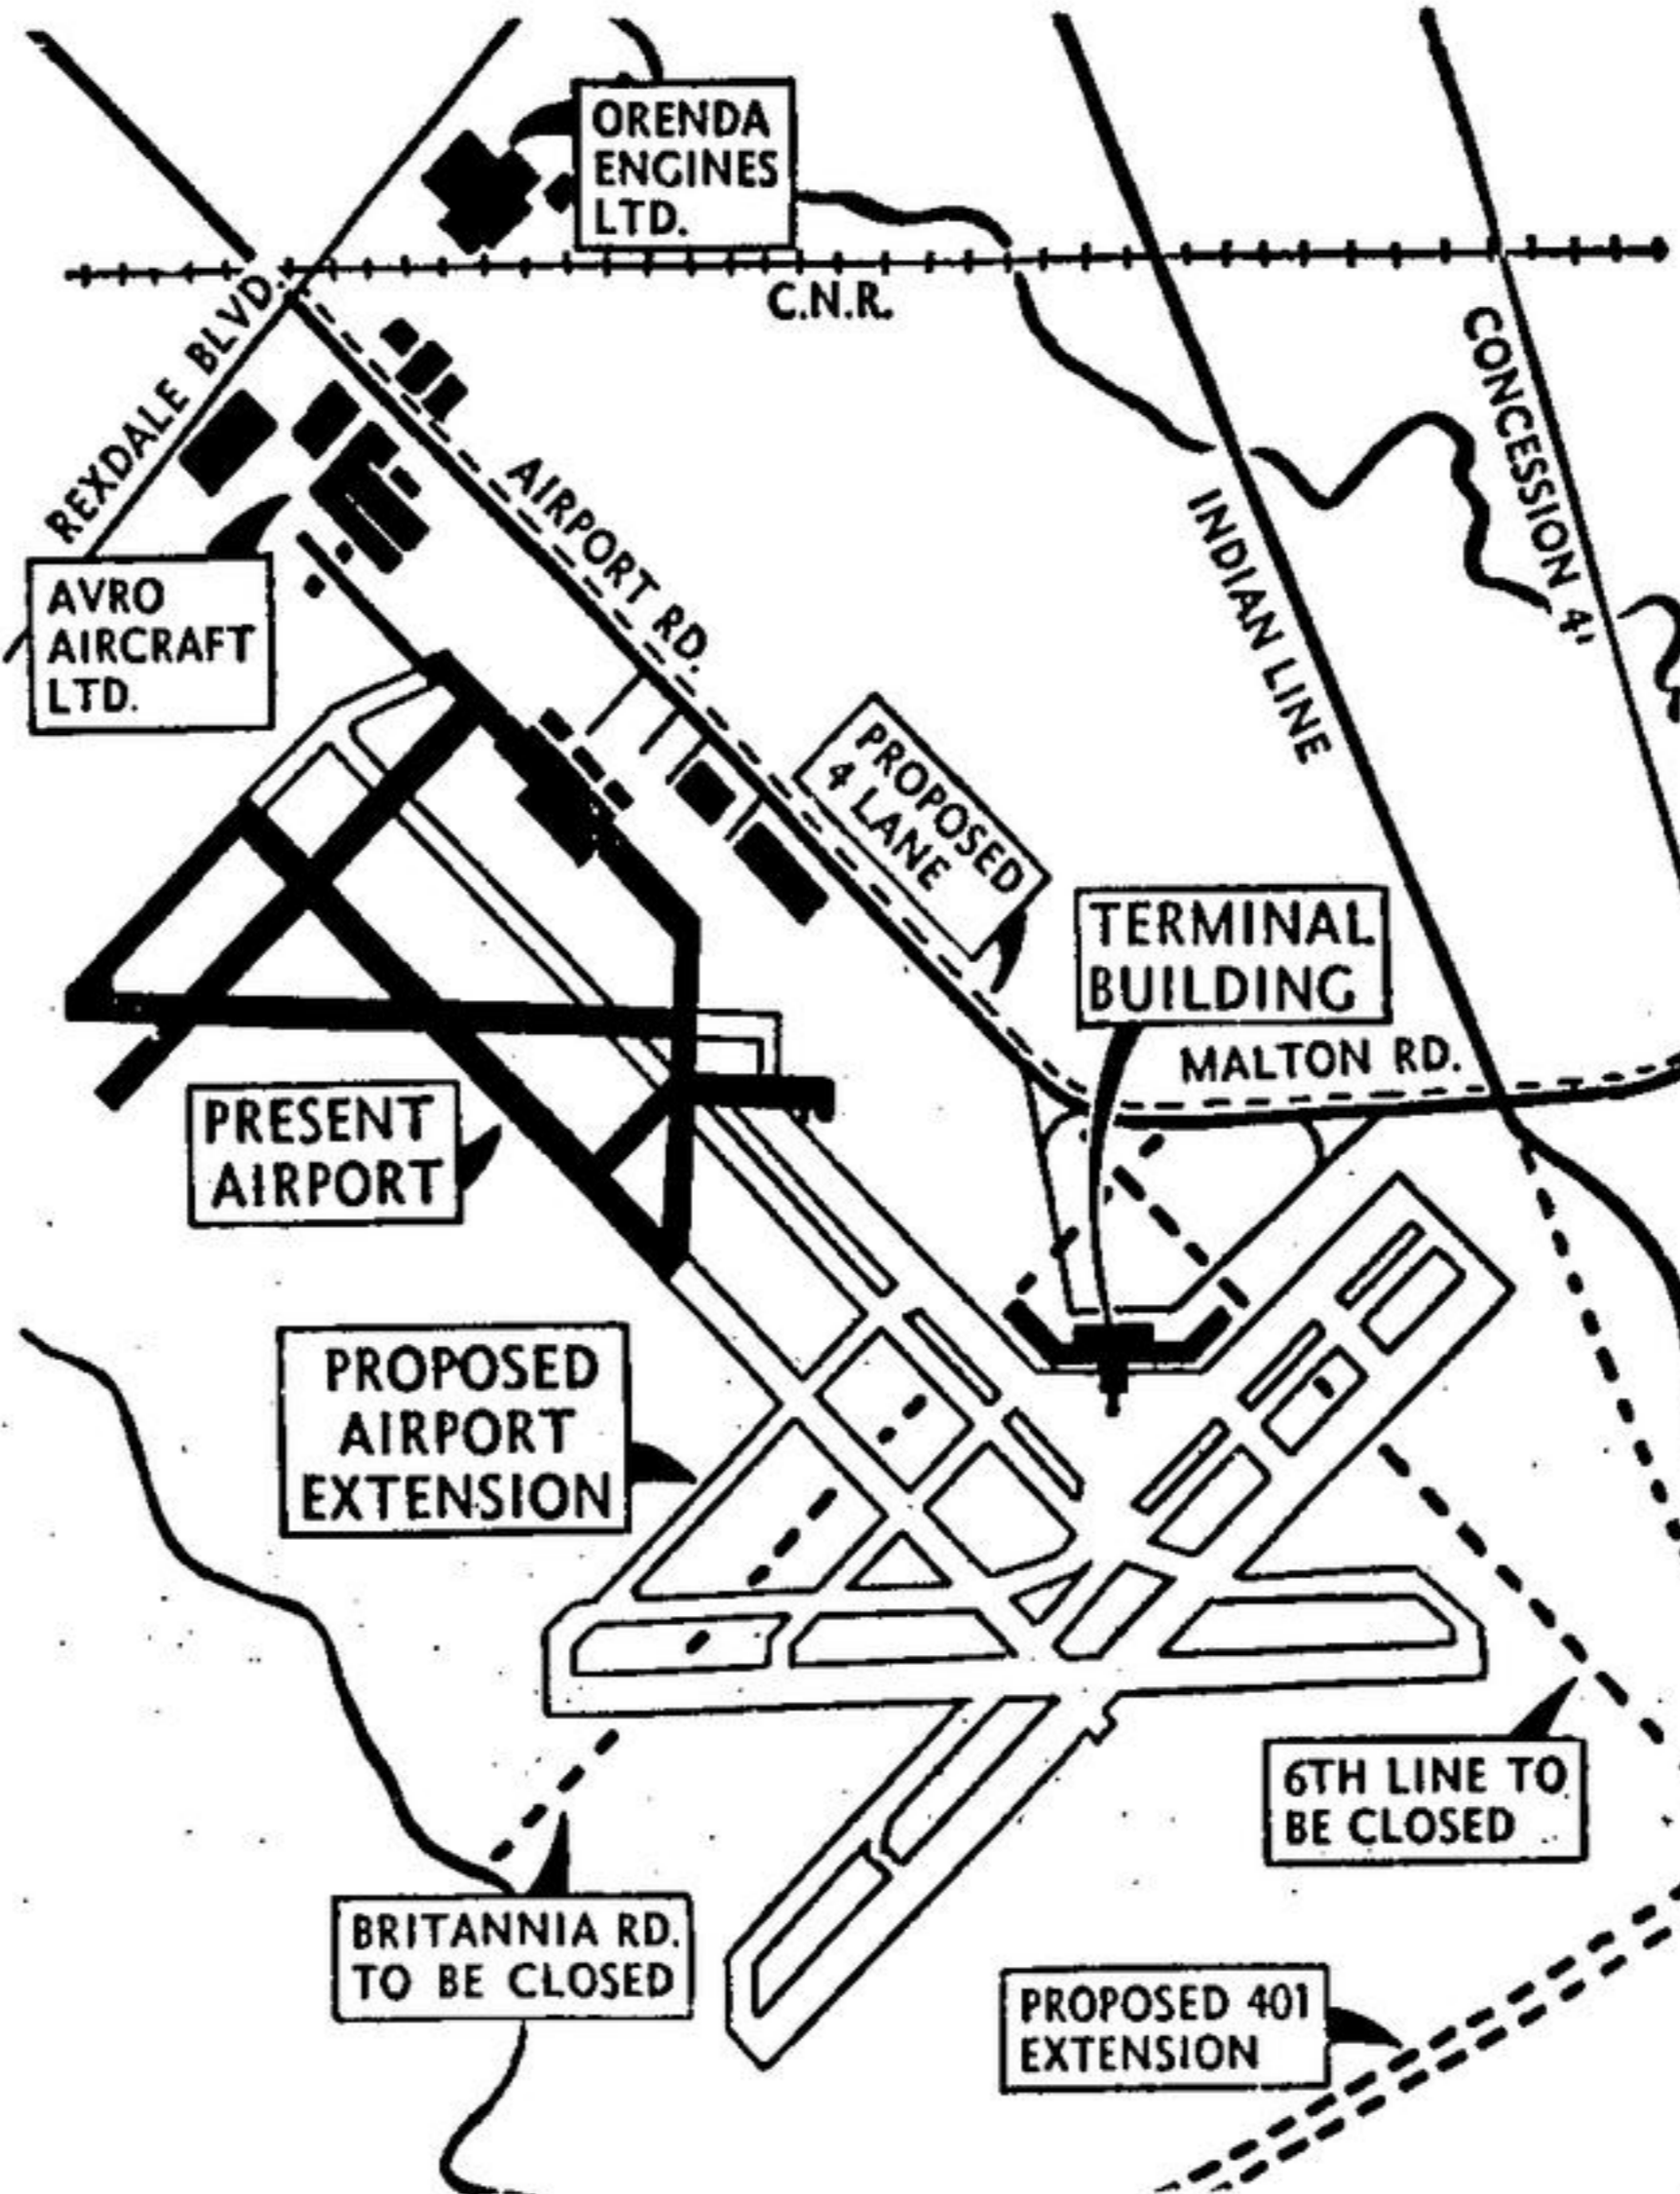 ORENDA
ENGINES
LTD.
C.N.R.
REXDALE BLVD.
CONCESSION 4
AIRPORT RD.
INDIAN LINE
AVRO
AIRCRAFT
LTD.
PROPOSED
4 LANE
TERMINAL
BUILDING
MALTON RD.
PRESENT
AIRPORT
PROPOSED
AIRPORT
EXTENSION
6TH LINE TO
BE CLOSED
BRITANNIA RD.
TO BE CLOSED
PROPOSED 401
EXTENSION